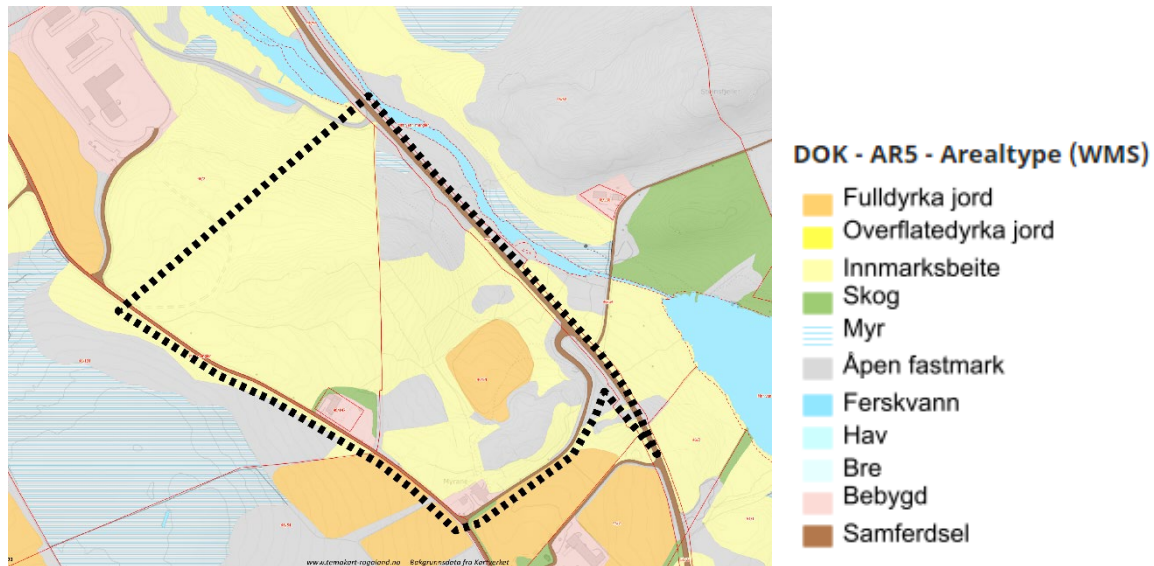 www.temakart-rogaland.no Bakgrunnsdata fra Kartverket
DOK - AR5 - Arealtype (WMS)
Fulldyrka jord
Overflatedyrka jord
Innmarksbeite
Skog
Myr
Åpen fastmark
Ferskvann
Hav
Bre
Bebygd
Samferdsel